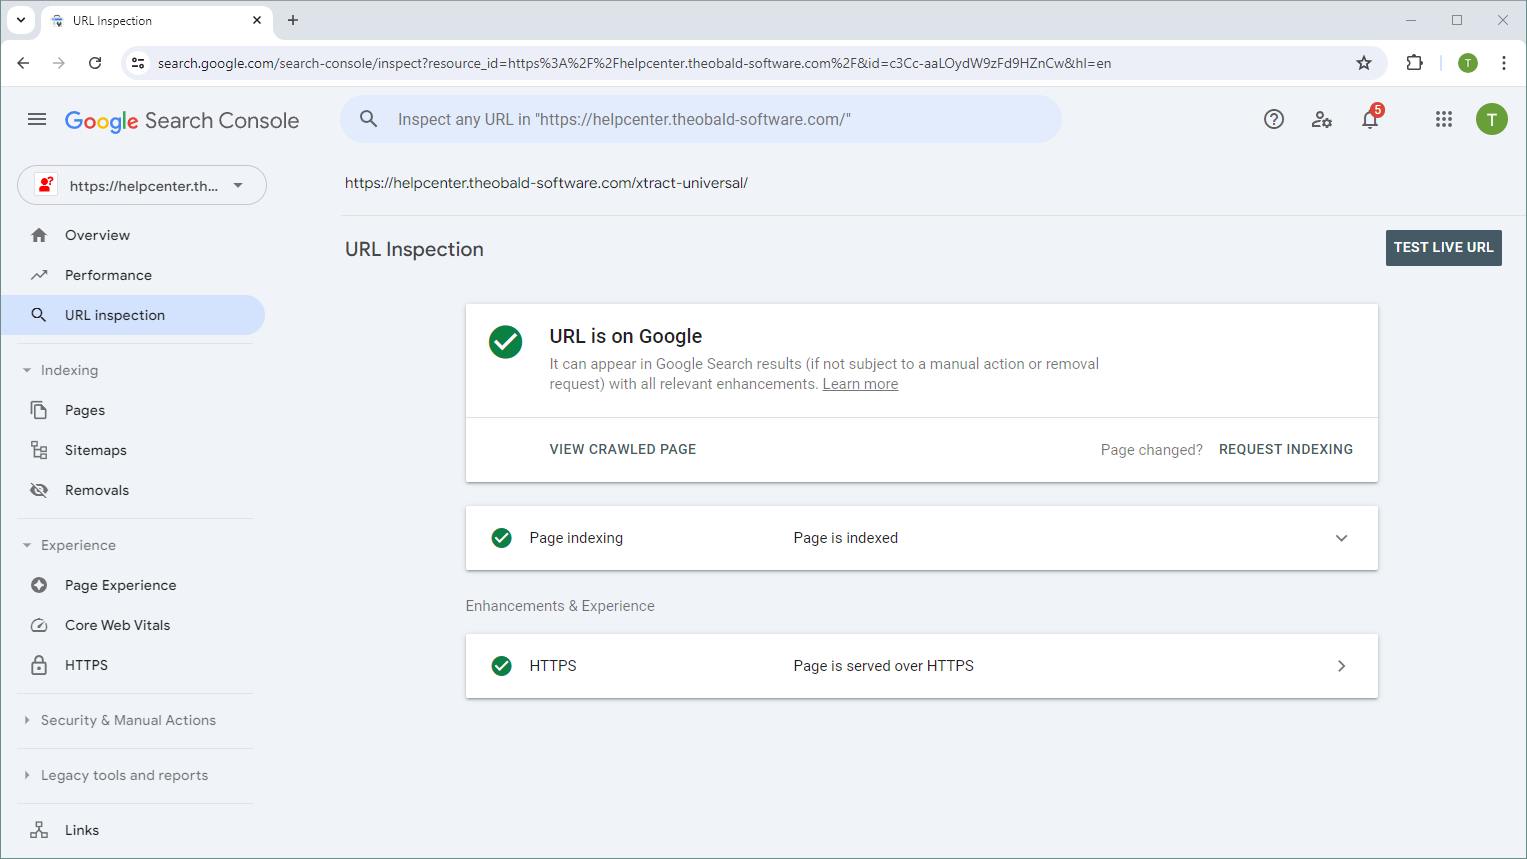 URL Inspection
search.google.com/search-console/inspect?resource_id=https%3A%2F%2Fhelpcenter.theobald-software.com%2F&id=c3Cc-aaLOydW9zFd9HZnCw&hl=en
T
Google Search Console
Inspect any URL in "https://helpcenter.theobald-software.com/"
5
T
https://helpcenter.th...
https://helpcenter.theobald-software.com/xtract-universal/
Overview
Performance
URL inspection
Indexing
Pages
Sitemaps
Removals
Experience
Page Experience
Core Web Vitals
HTTPS
Security & Manual Actions
Legacy tools and reports
Links
URL Inspection
TEST LIVE URL
URL is on Google
It can appear in Google Search results (if not subject to a manual action or removal
request) with all relevant enhancements. Learn more
VIEW CRAWLED PAGE
Page changed? REQUEST INDEXING
Page indexing Page is indexed
Enhancements & Experience
HTTPS Page is served over HTTPS